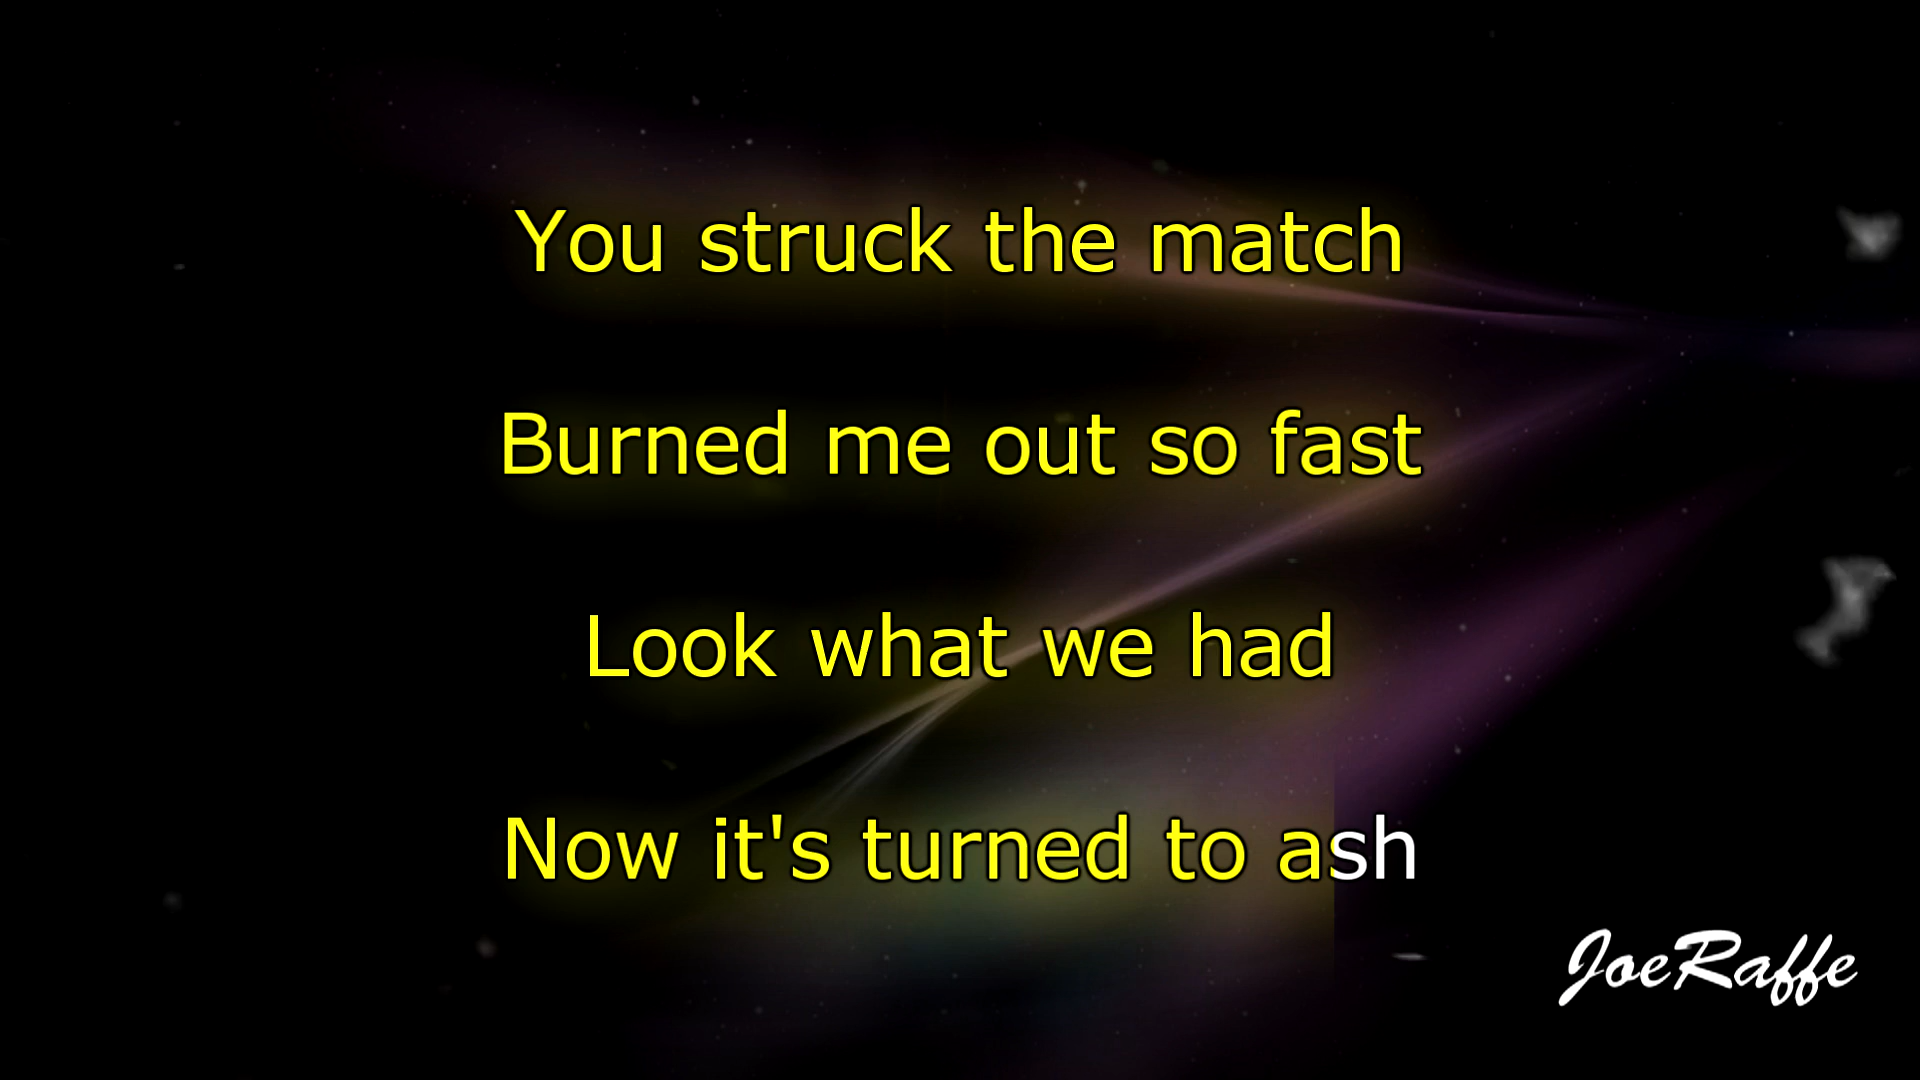 You struck the match
Burned me out so fast
Look what we had
Now it's turned to ash
JoeRaffe